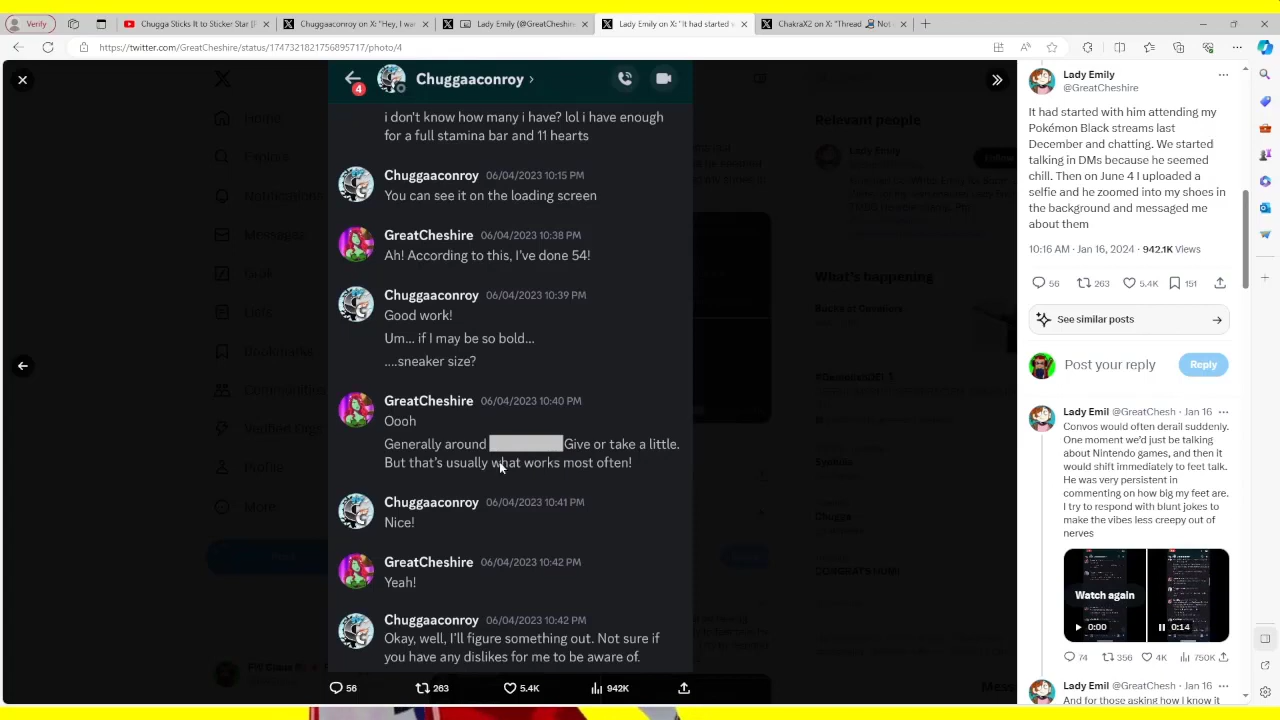 Verify
Chugga Sticks It to Sticker Star [P
Chuggaaconroy on X: "Hey, I wa
Lady Emily (@GreatCheshire
Lady Emily on X: "It had started w
ChakraX2 on X: "Thread
https://twitter.com/GreatCheshire/status/1747321821756895717/photo/4
4
Chuggaaconroy
i don't know how many i have? lol i have enough
for a full stamina bar and 11 hearts
Chuggaaconroy 06/04/2023 10:15 PM
You can see it on the loading screen
GreatCheshire 06/04/2023 10:38 PM
Ah! According to this, I've done 54!
Chuggaaconroy 06/04/2023 10:39 PM
Good work!
Um... if I may be so bold...
....sneaker size?
GreatCheshire 06/04/2023 10:40 PM
Oooh
Generally around Give or take a little.
But that's usually what works most often!
Chuggaaconroy 06/04/2023 10:41 PM
Nice!
GreatCheshire 06/04/2023 10:42 PM
Yeah!
Chuggaaconroy 06/04/2023 10:42 PM
Okay, well, I'll figure something out. Not sure if
you have any dislikes for me to be aware of.
56 263 5.4K 942K
Home
Explore
Notifications
Messages
Grok
Lists
Bookmarks
Communities
Verified Orgs
Profile
More
Relevant people
Lady Emily
What's happening
Chugga
Lady Emily
@GreatCheshire
It had started with him attending my
Pokémon Black streams last
December and chatting. We started
talking in DMs because he seemed
chill. Then on June 4 I uploaded a
selfie and he zoomed into my shoes in
the background and messaged me
about them
10:16 AM · Jan 16, 2024 · 942.1K Views
56 263 5.4K 151
See similar posts
Post your reply
Reply
Lady Emil @GreatChesh · Jan 16
Convos would often derail suddenly.
One moment we'd just be talking
about Nintendo games, and then it
would shift immediately to feet talk.
He was very persistent in
commenting on how big my feet are.
I try to respond with blunt jokes to
make the vibes less creepy out of
nerves
Watch again
0:00
0:14
74 356 4K 750K
Lady Emil @GreatChesh · Jan 16
And for those asking how I know it